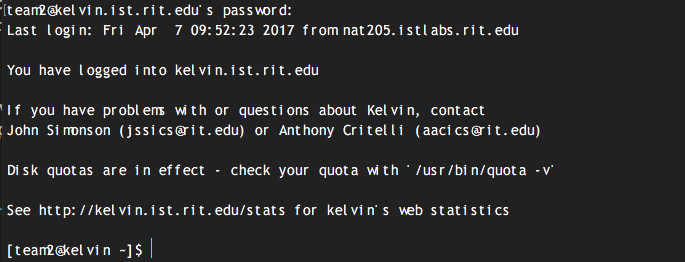 [team2@kelvin.ist.rit.edu's password:
Last login: Fri Apr  7 09:52:23 2017 from nat205.istlabs.rit.edu
You have logged into kelvin.ist.rit.edu
If you have problems with or questions about Kelvin, contact
John Simonson (jssics@rit.edu) or Anthony Critelli (aacics@rit.edu)
Disk quotas are in effect - check your quota with `/usr/bin/quota -v`
See http://kelvin.ist.rit.edu/stats for kelvin's web statistics
[team2@kelvin ~]$